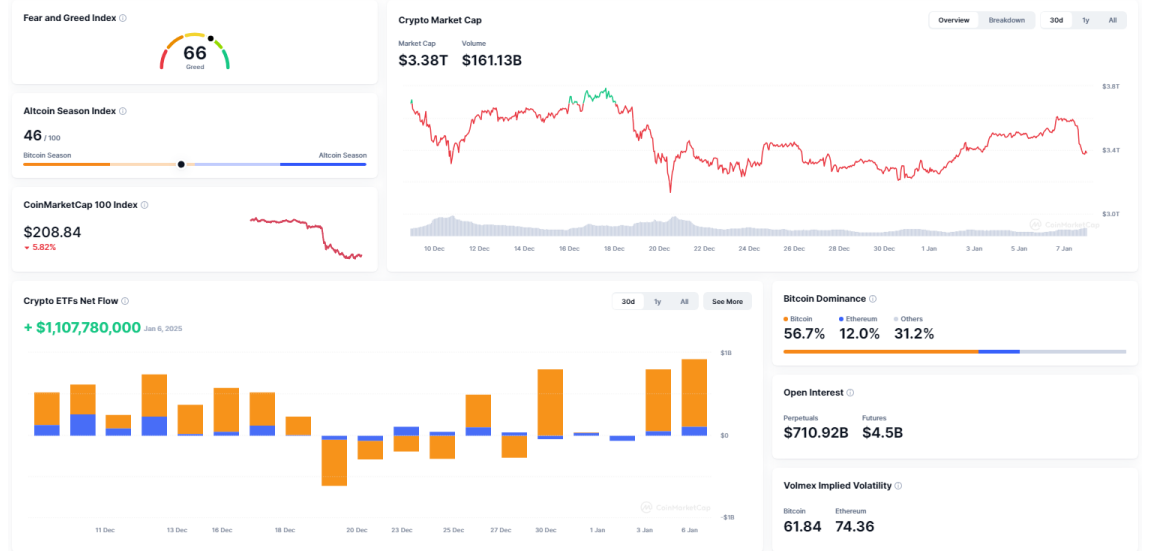 Fear and Greed Index
66
Greed
Altcoin Season Index
46 / 100
Bitcoin Season Altcoin Season
CoinMarketCap 100 Index
$208.84
5.82%
Crypto Market Cap
Overview Breakdown 30d 1y All
Market Cap Volume
$3.38T $161.13B
$3.8T
$3.4T
$3.0T
CoinMarketCap
10 Dec 12 Dec 14 Dec 16 Dec 18 Dec 20 Dec 22 Dec 24 Dec 26 Dec 28 Dec 30 Dec 1 Jan 3 Jan 5 Jan 7 Jan
Crypto ETFs Net Flow
30d 1y All See More
+ $1,107,780,000 Jan 6, 2025
$1B
$0
-$1B
CoinMarketCap
11 Dec 13 Dec 16 Dec 18 Dec 20 Dec 23 Dec 25 Dec 27 Dec 30 Dec 1 Jan 3 Jan 6 Jan
Bitcoin Dominance
Bitcoin Ethereum Others
56.7% 12.0% 31.2%
Open Interest
Perpetuals Futures
$710.92B $4.5B
Volmex Implied Volatility
Bitcoin Ethereum
61.84 74.36